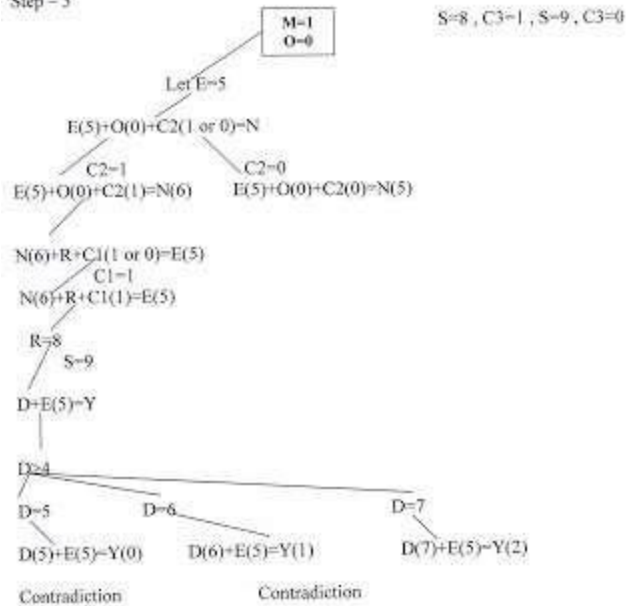 Step – 5
M=1
O=0
S=8 , C3=1 , S=9 , C3=0
Let E=5
E(5)+O(0)+C2(1 or 0)=N
C2=1
C2=0
E(5)+O(0)+C2(1)=N(6)
E(5)+O(0)+C2(0)=N(5)
N(6)+R+C1(1 or 0)=E(5)
C1=1
N(6)+R+C1(1)=E(5)
R=8
S=9
D+E(5)=Y
D>4
D=5
D=6
D=7
D(5)+E(5)=Y(0)
D(6)+E(5)=Y(1)
D(7)+E(5)=Y(2)
Contradiction
Contradiction